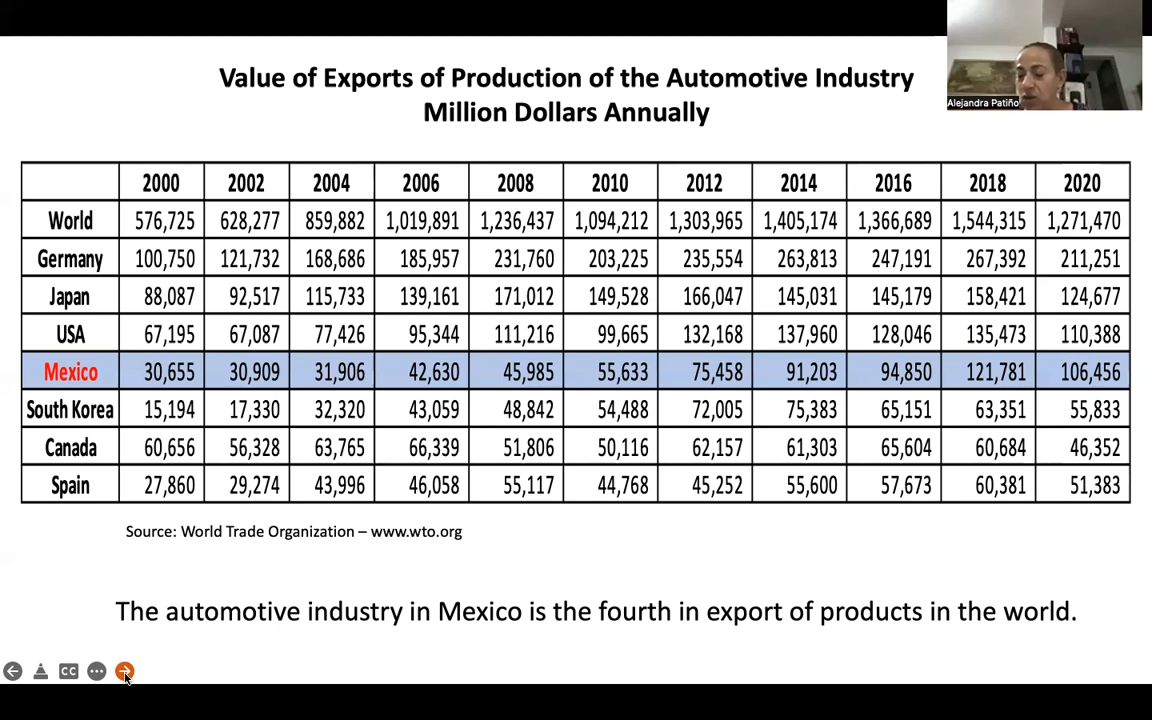 Value of Exports of Production of the Automotive Industry
Million Dollars Annually
Alejandra Patiño
2000 2002 2004 2006 2008 2010 2012 2014 2016 2018 2020
World 576,725 628,277 859,882 1,019,891 1,236,437 1,094,212 1,303,965 1,405,174 1,366,689 1,544,315 1,271,470
Germany 100,750 121,732 168,686 185,957 231,760 203,225 235,554 263,813 247,191 267,392 211,251
Japan 88,087 92,517 115,733 139,161 171,012 149,528 166,047 145,031 145,179 158,421 124,677
USA 67,195 67,087 77,426 95,344 111,216 99,665 132,168 137,960 128,046 135,473 110,388
Mexico 30,655 30,909 31,906 42,630 45,985 55,633 75,458 91,203 94,850 121,781 106,456
South Korea 15,194 17,330 32,320 43,059 48,842 54,488 72,005 75,383 65,151 63,351 55,833
Canada 60,656 56,328 63,765 66,339 51,806 50,116 62,157 61,303 65,604 60,684 46,352
Spain 27,860 29,274 43,996 46,058 55,117 44,768 45,252 55,600 57,673 60,381 51,383
Source: World Trade Organization – www.wto.org
The automotive industry in Mexico is the fourth in export of products in the world.
CC